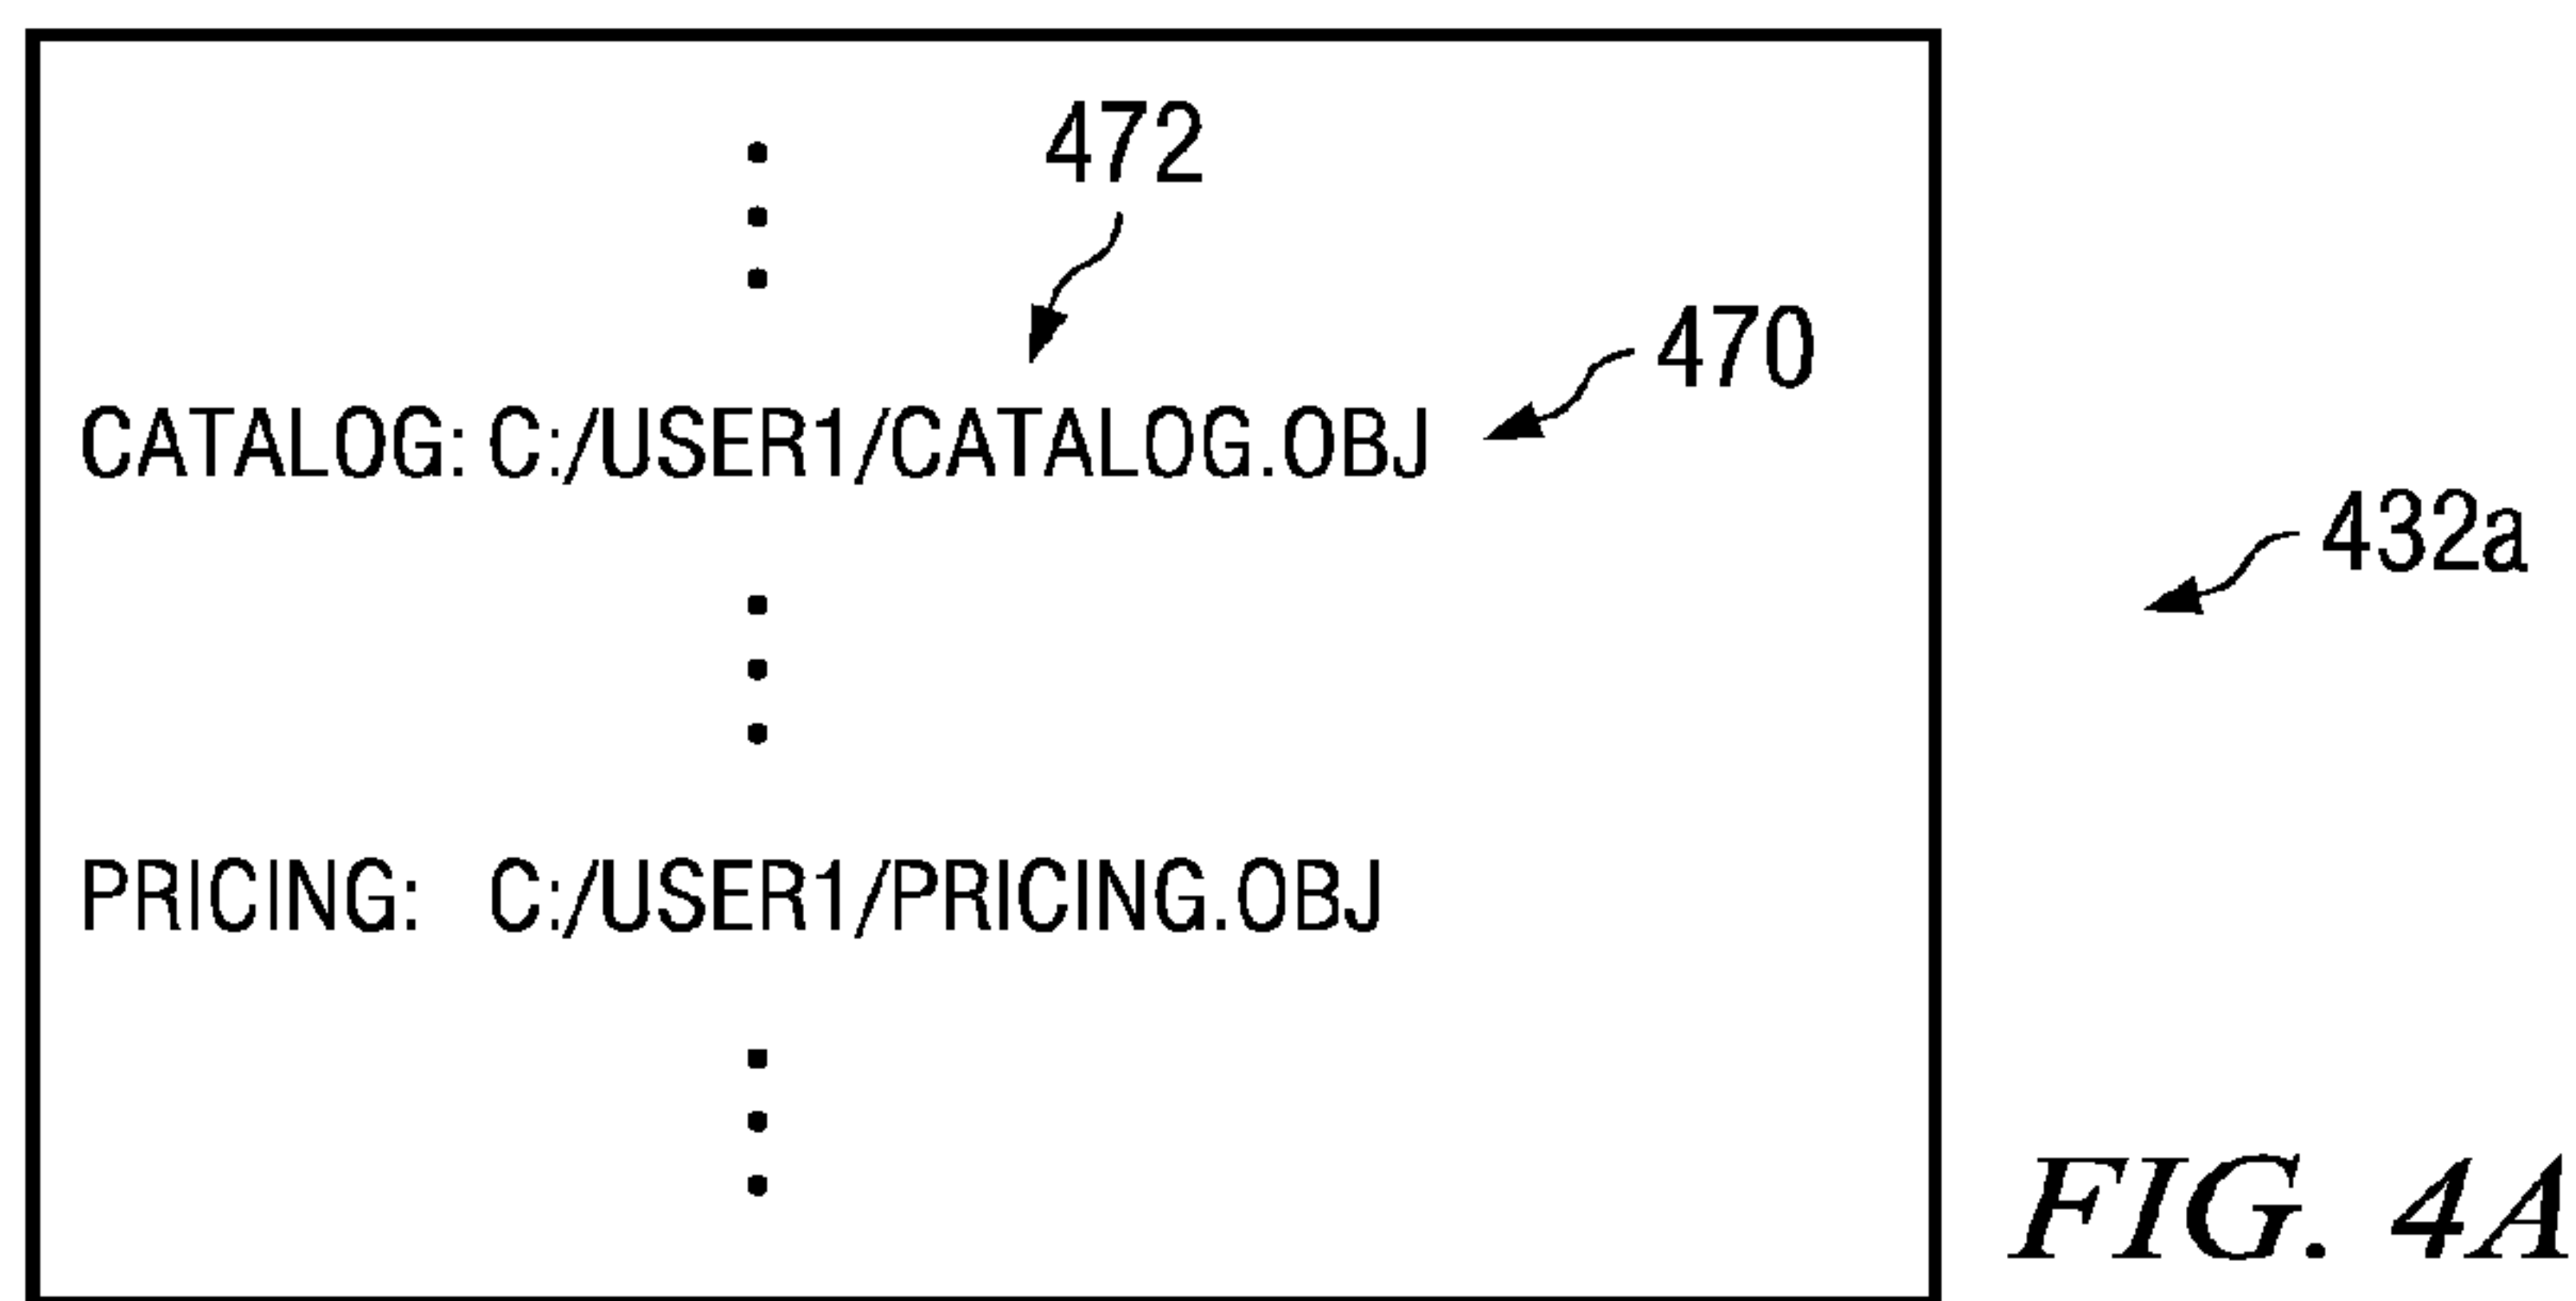 472
470
CATALOG: C:/USER1/CATALOG.OBJ
432a
PRICING: C:/USER1/PRICING.OBJ
FIG. 4A